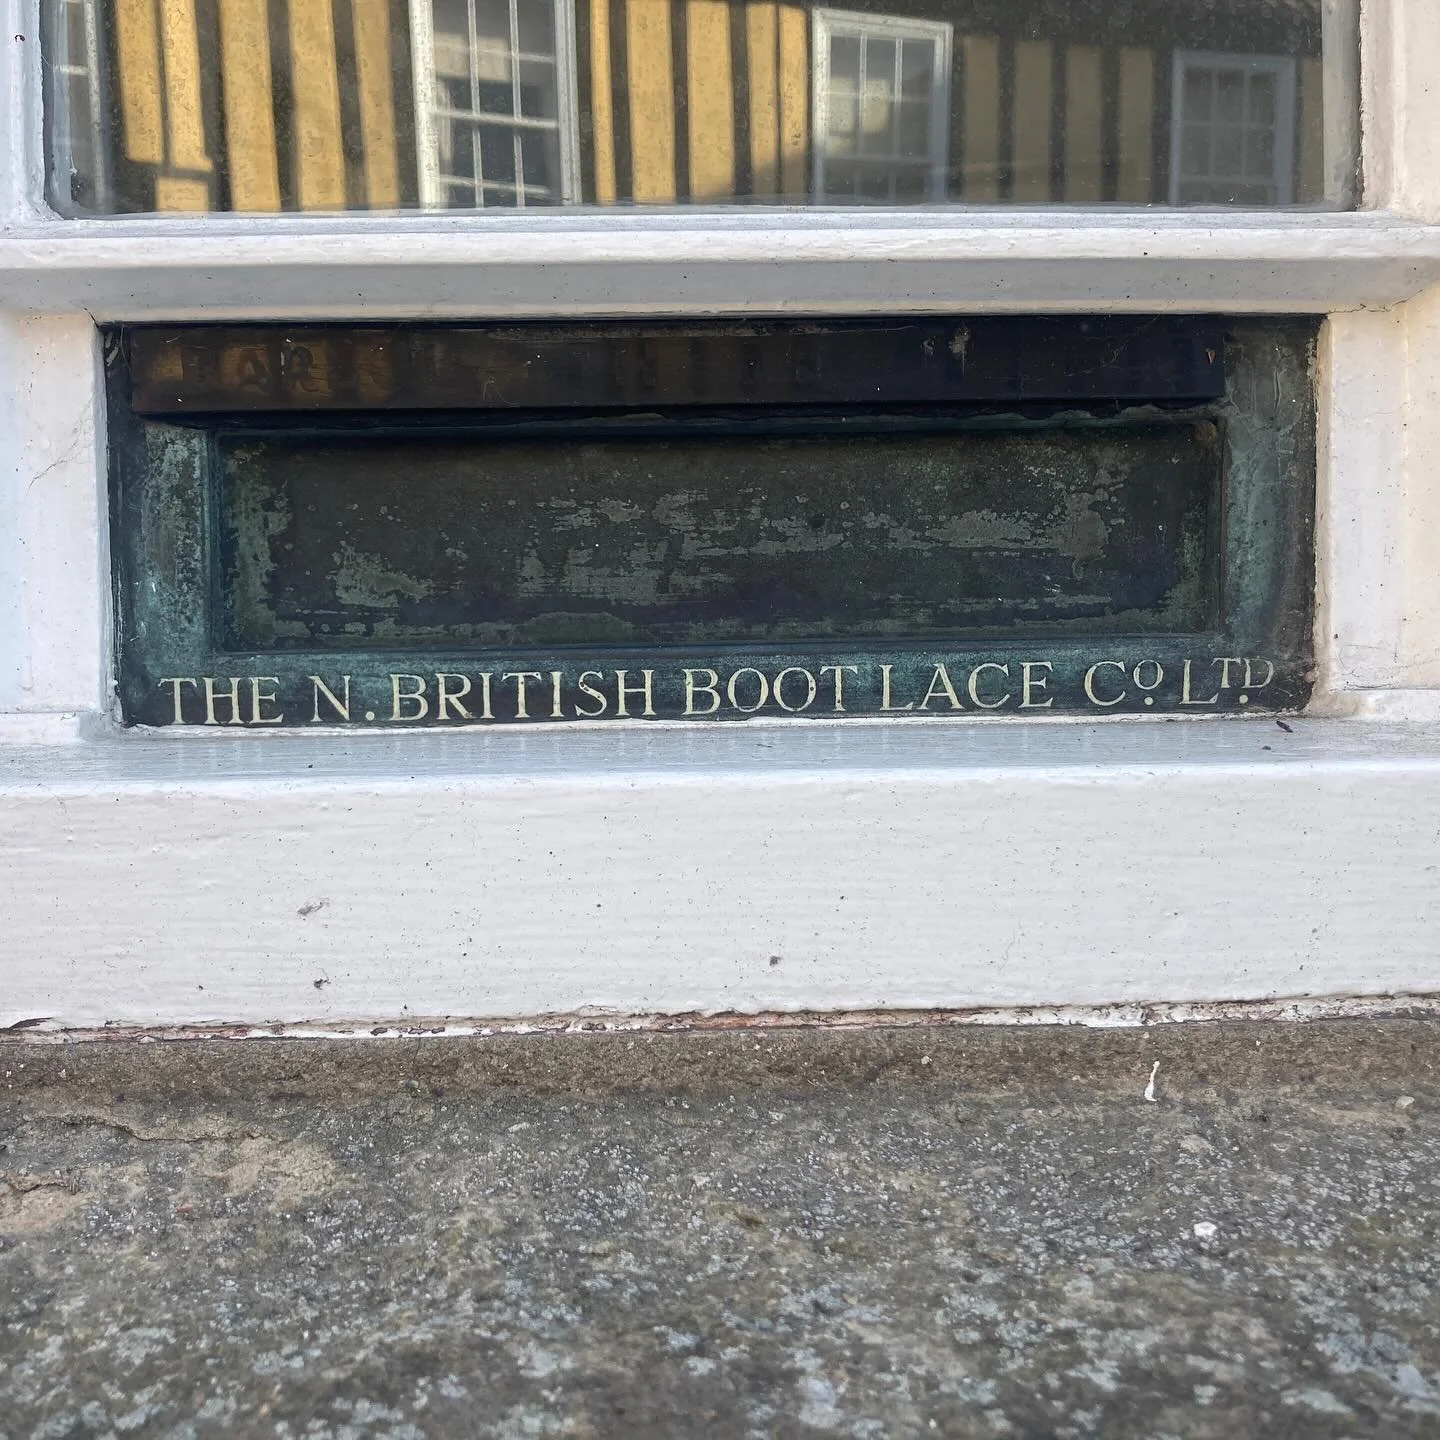 THE N. BRITISH BOOT LACE Co. LTD.